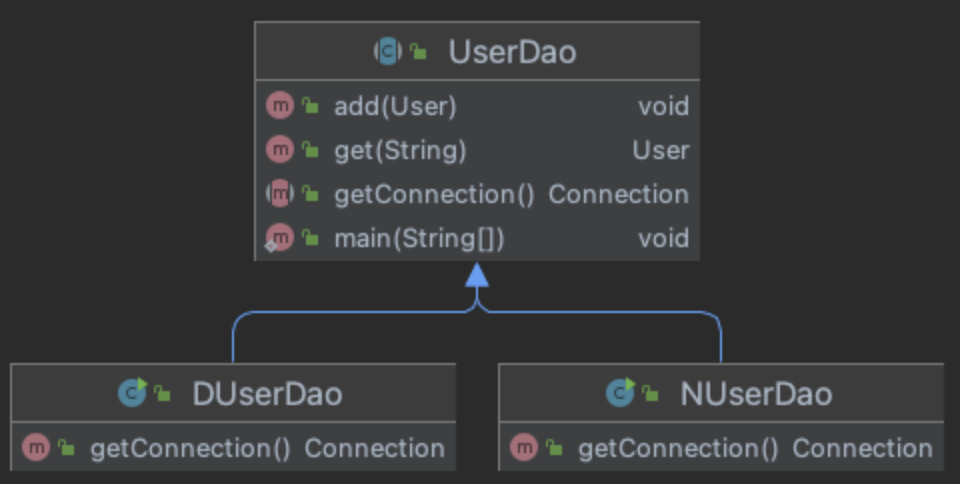 UserDao
add(User) void
get(String) User
getConnection() Connection
main(String[]) void
DUserDao
getConnection() Connection
NUserDao
getConnection() Connection